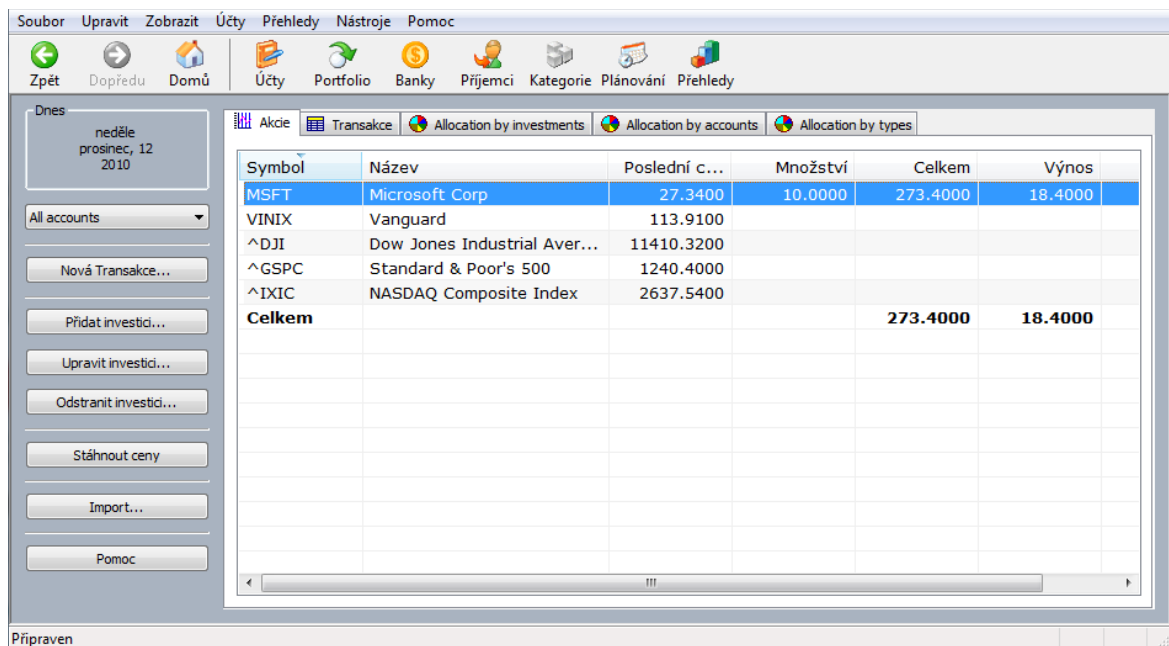 Soubor Upravit Zobrazit Účty Přehledy Nástroje Pomoc
Zpět Dopředu Domů Účty Portfolio Banky Příjemci Kategorie Plánování Přehledy
Dnes
neděle
prosinec, 12
2010
All accounts
Nová Transakce...
Přidat investici...
Upravit investici...
Odstranit investici...
Stáhnout ceny
Import...
Pomoc
Akcie Transakce Allocation by investments Allocation by accounts Allocation by types
Symbol Název Poslední c... Množství Celkem Výnos
MSFT Microsoft Corp 27.3400 10.0000 273.4000 18.4000
VINIX Vanguard 113.9100
^DJI Dow Jones Industrial Aver... 11410.3200
^GSPC Standard & Poor's 500 1240.4000
^IXIC NASDAQ Composite Index 2637.5400
Celkem 273.4000 18.4000
Připraven